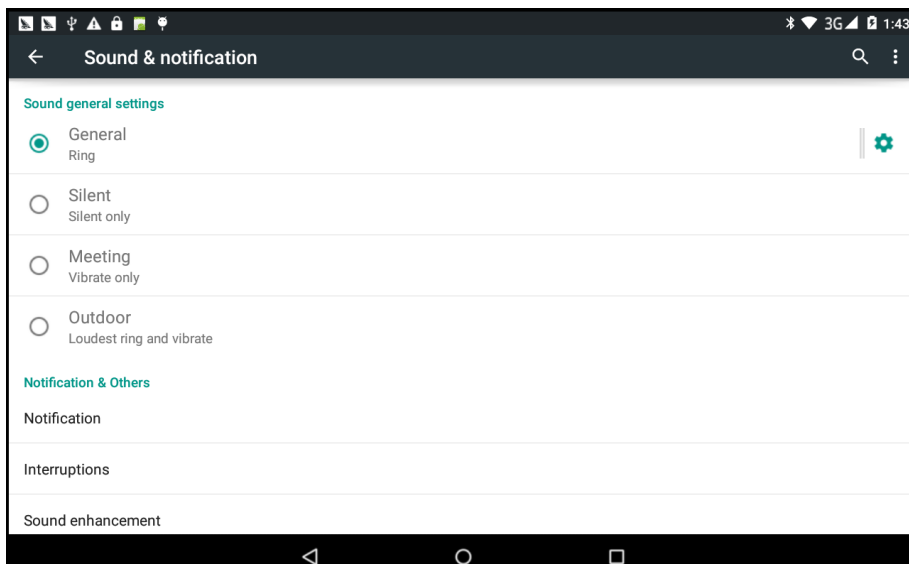 3G 1:43
Sound & notification
Sound general settings
General
Ring
Silent
Silent only
Meeting
Vibrate only
Outdoor
Loudest ring and vibrate
Notification & Others
Notification
Interruptions
Sound enhancement